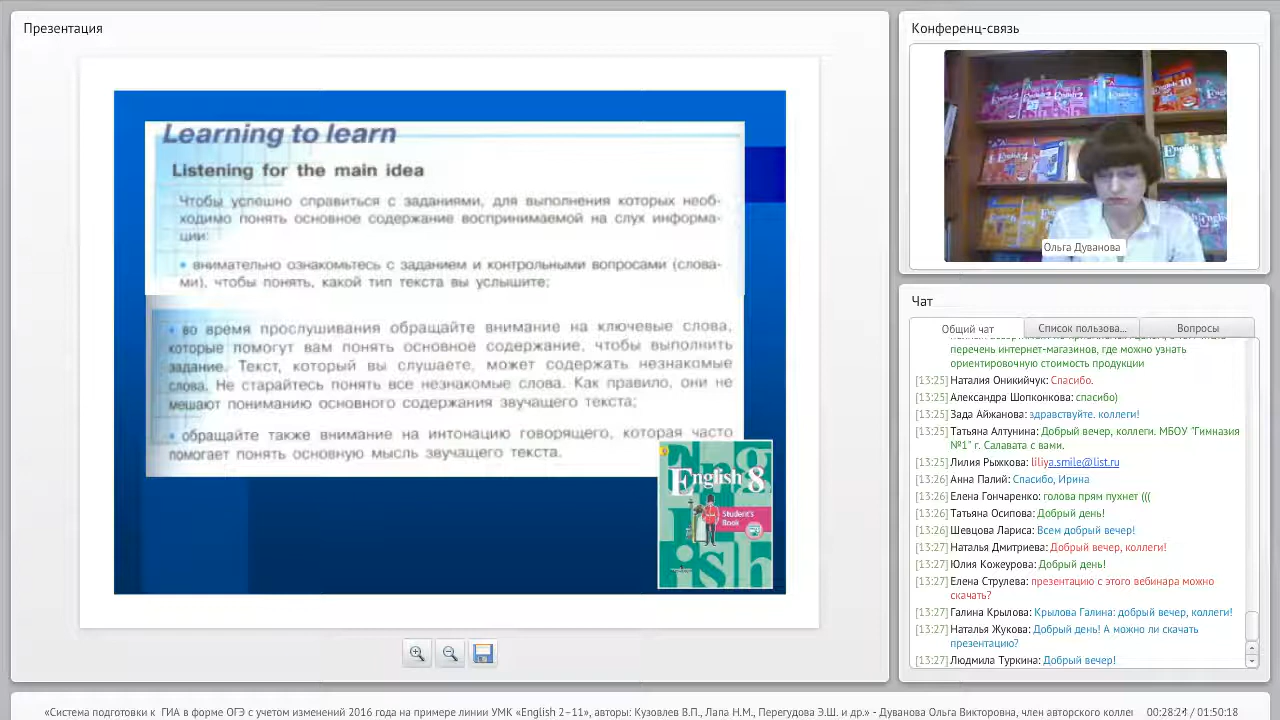 Презентация
Learning to learn
Listening for the main idea
Чтобы успешно справиться с заданиями, для выполнения которых необ-
ходимо понять основное содержание воспринимаемой на слух информа-
ции:
• внимательно ознакомьтесь с заданием и контрольными вопросами (слова-
ми), чтобы понять, какой тип текста вы услышите;
• во время прослушивания обращайте внимание на ключевые слова,
которые помогут вам понять основное содержание, чтобы выполнить
задание. Текст, который вы слушаете, может содержать незнакомые
слова. Не старайтесь понять все незнакомые слова. Как правило, они не
мешают пониманию основного содержания звучащего текста;
• обращайте также внимание на интонацию говорящего, которая часто
помогает понять основную мысль звучащего текста.
English 8
Student's
Book
Конференц-связь
Ольга Дуванова
Чат
Общий чат
Список пользова...
Вопросы
перечень интернет-магазинов, где можно узнать
ориентировочную стоимость продукции
[13:25] Наталия Оникийчук: Спасибо.
[13:25] Александра Шопконкова: спасибо)
[13:25] Зада Айжанова: здравствуйте. коллеги!
[13:25] Татьяна Алтунина: Добрый вечер, коллеги. МБОУ "Гимназия
№1" г. Салавата с вами.
[13:25] Лилия Рыжкова: liliya.smile@list.ru
[13:26] Анна Палий: Спасибо, Ирина
[13:26] Елена Гончаренко: голова прям пухнет (((
[13:26] Татьяна Осипова: Добрый день!
[13:26] Шевцова Лариса: Всем добрый вечер!
[13:27] Наталья Дмитриева: Добрый вечер, коллеги!
[13:27] Юлия Кожеурова: Добрый день!
[13:27] Елена Струлева: презентацию с этого вебинара можно
скачать?
[13:27] Галина Крылова: Крылова Галина: добрый вечер, коллеги!
[13:27] Наталья Жукова: Добрый день! А можно ли скачать
презентацию?
[13:27] Людмила Туркина: Добрый вечер!
«Система подготовки к ГИА в форме ОГЭ с учетом изменений 2016 года на примере линии УМК «English 2–11», авторы: Кузовлев В.П., Лапа Н.М., Перегудова Э.Ш. и др.» - Дуванова Ольга Викторовна, член авторского коллек
00:28:24 / 01:50:18